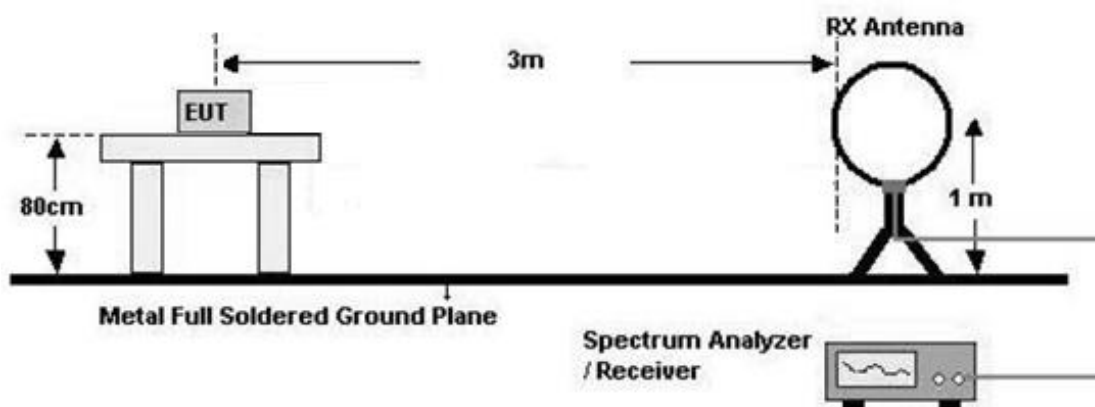 RX Antenna
3m
EUT
80cm
1 m
Metal Full Soldered Ground Plane
Spectrum Analyzer
/ Receiver